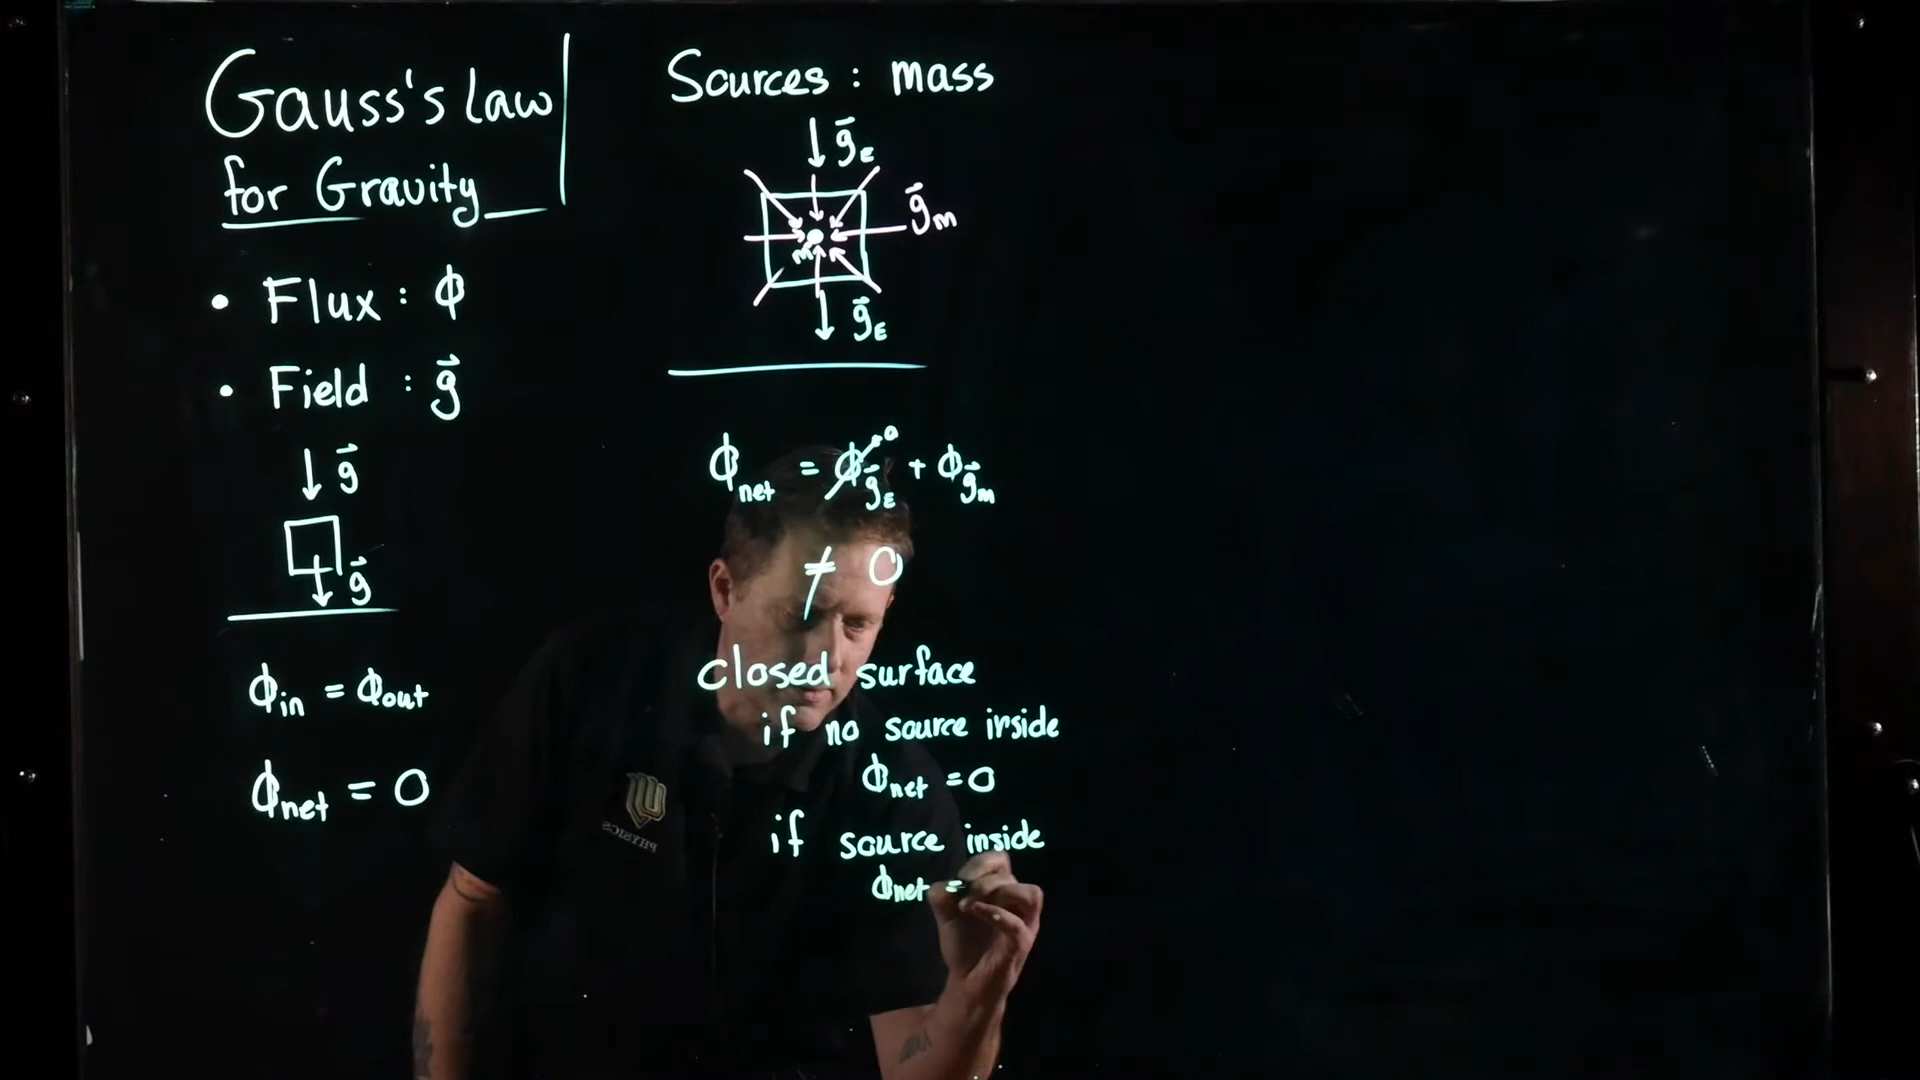 Gauss's Law
for Gravity
• Flux : ϕ
• Field : g⃗
g⃗
g⃗
ϕin = ϕout
ϕnet = 0
Sources : mass
g⃗E
g⃗m
m
g⃗E
ϕnet = ϕg⃗E 0 + ϕg⃗m
≠ 0
closed surface
if no source inside
ϕnet = 0
if source inside
ϕnet =
PHYSICS